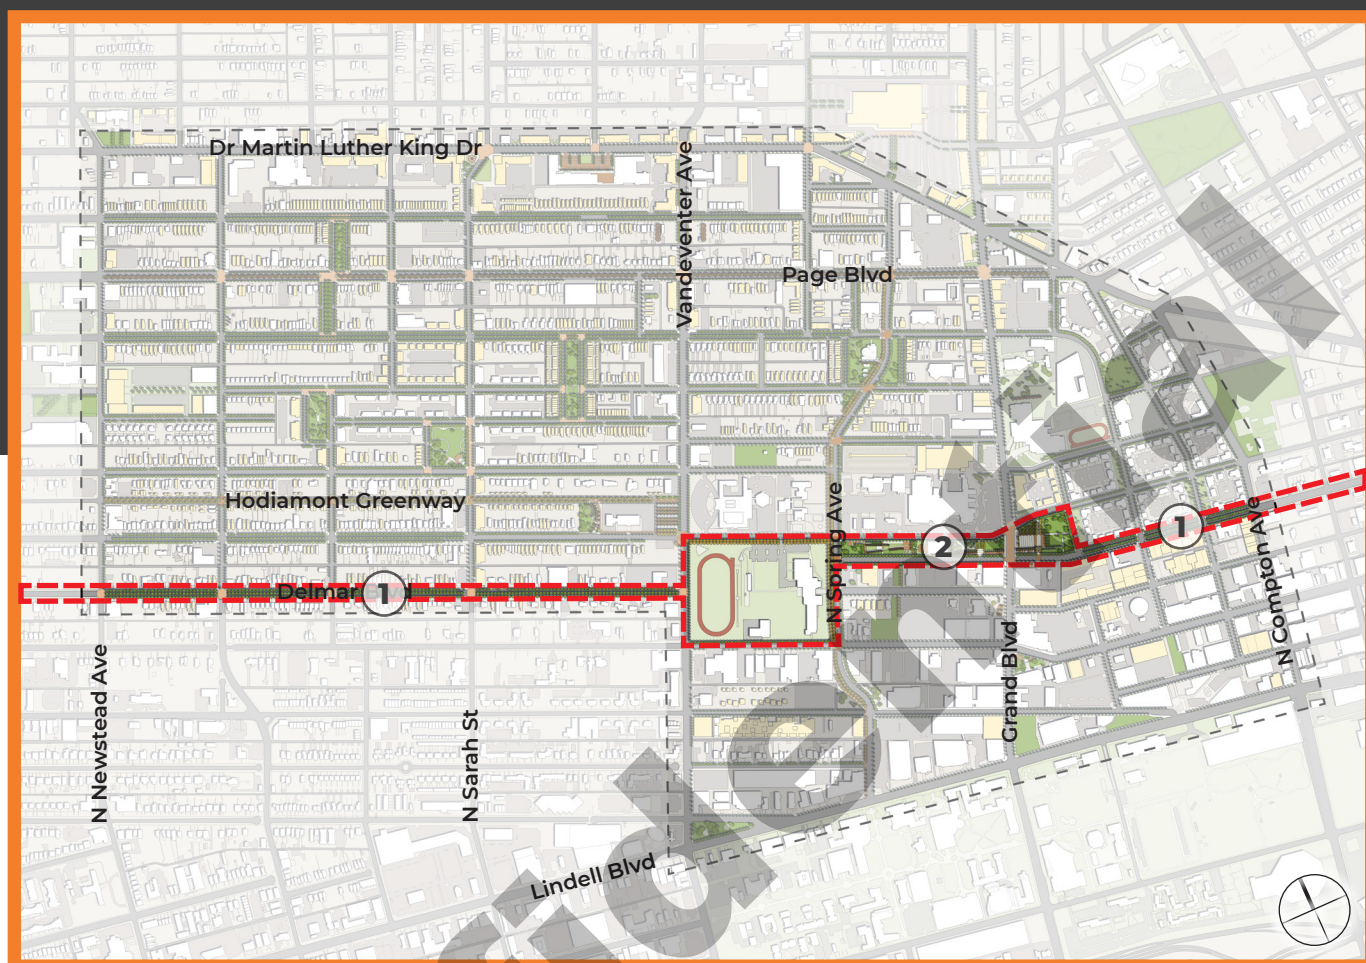 Dr Martin Luther King Dr
Vandeventer Ave
Page Blvd
Hodiamont Greenway
N Spring Ave
2
1
N Compton Ave
Delmar Blvd
1
N Newstead Ave
N Sarah St
Grand Blvd
Lindell Blvd